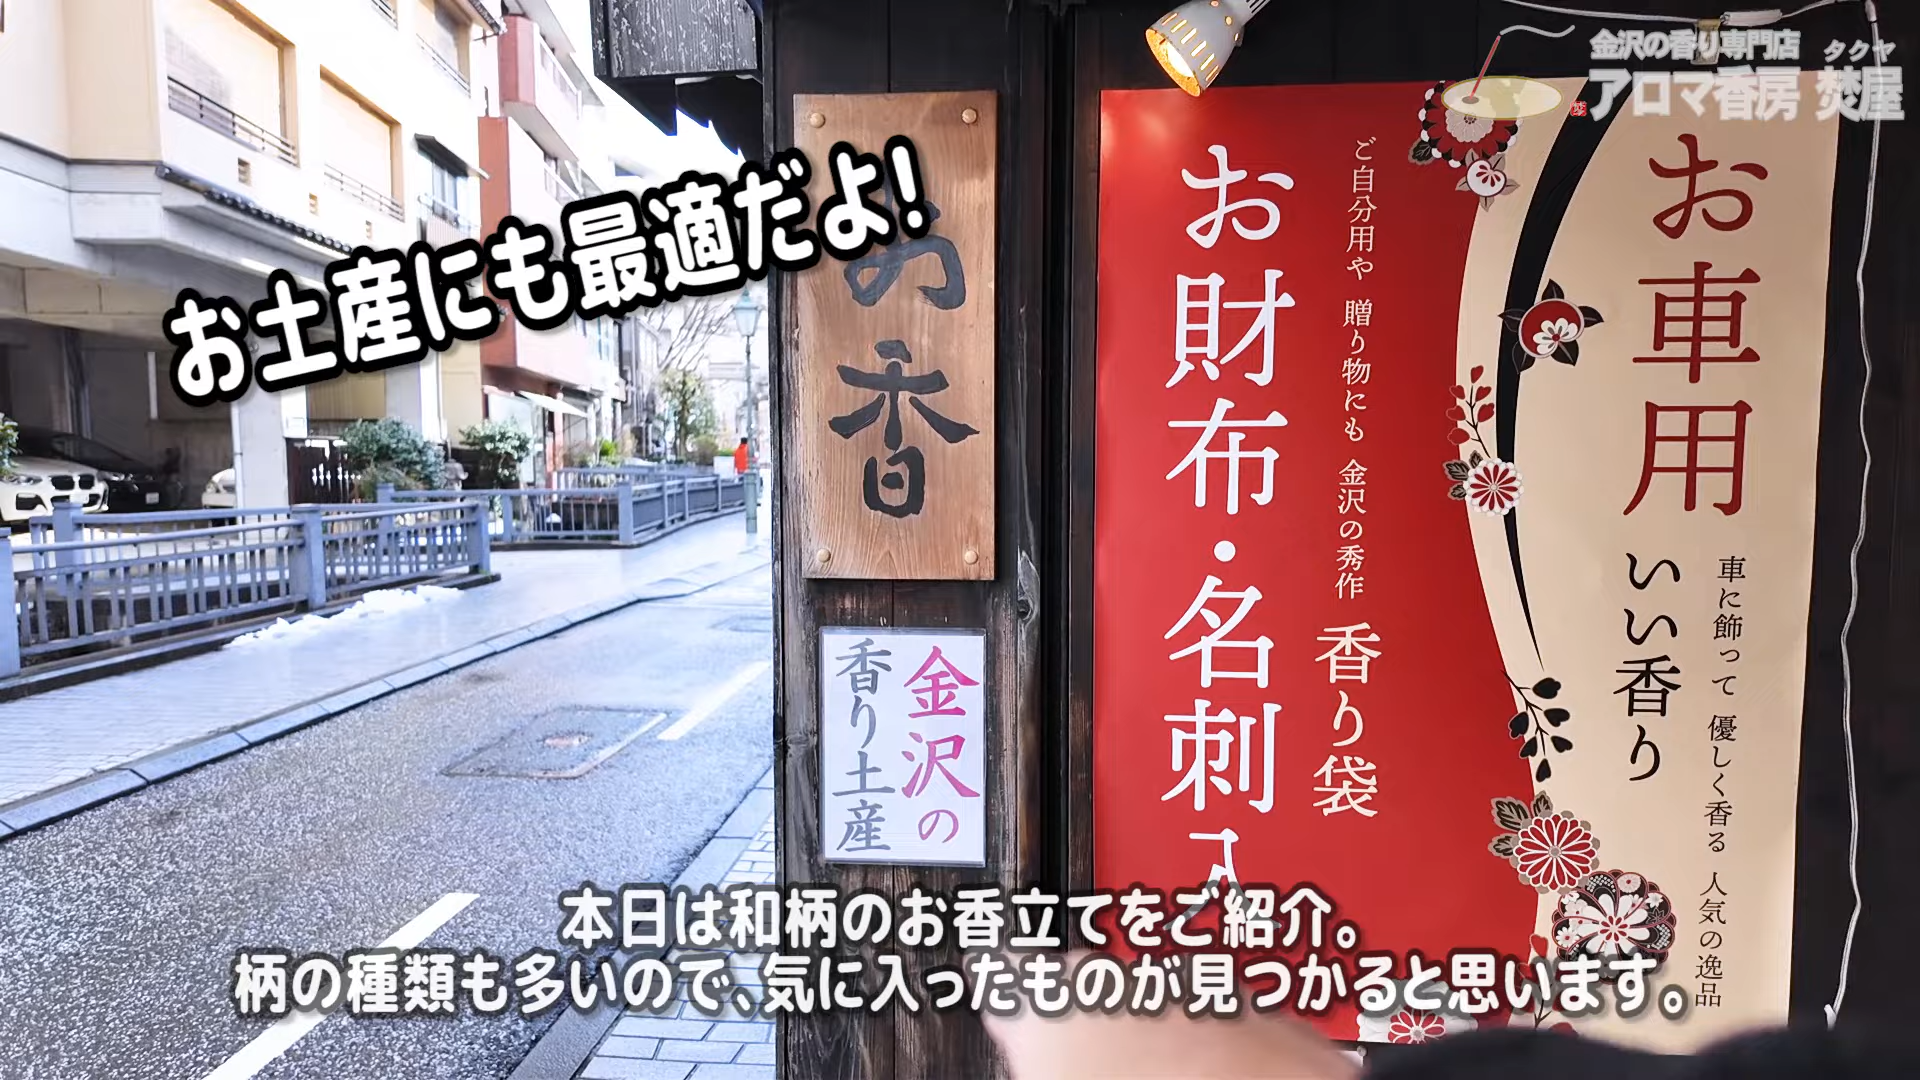 金沢の香り専門店
タクヤ
アロマ香房 焚屋
お土産にも最適だよ!
お香
金沢の
香り土産
お車用
いい香り
車に飾って 優しく香る 人気の逸品
ご自分用や 贈り物にも 金沢の秀作
香り袋
お財布・名刺入
本日は和柄のお香立てをご紹介。
柄の種類も多いので、気に入ったものが見つかると思います。